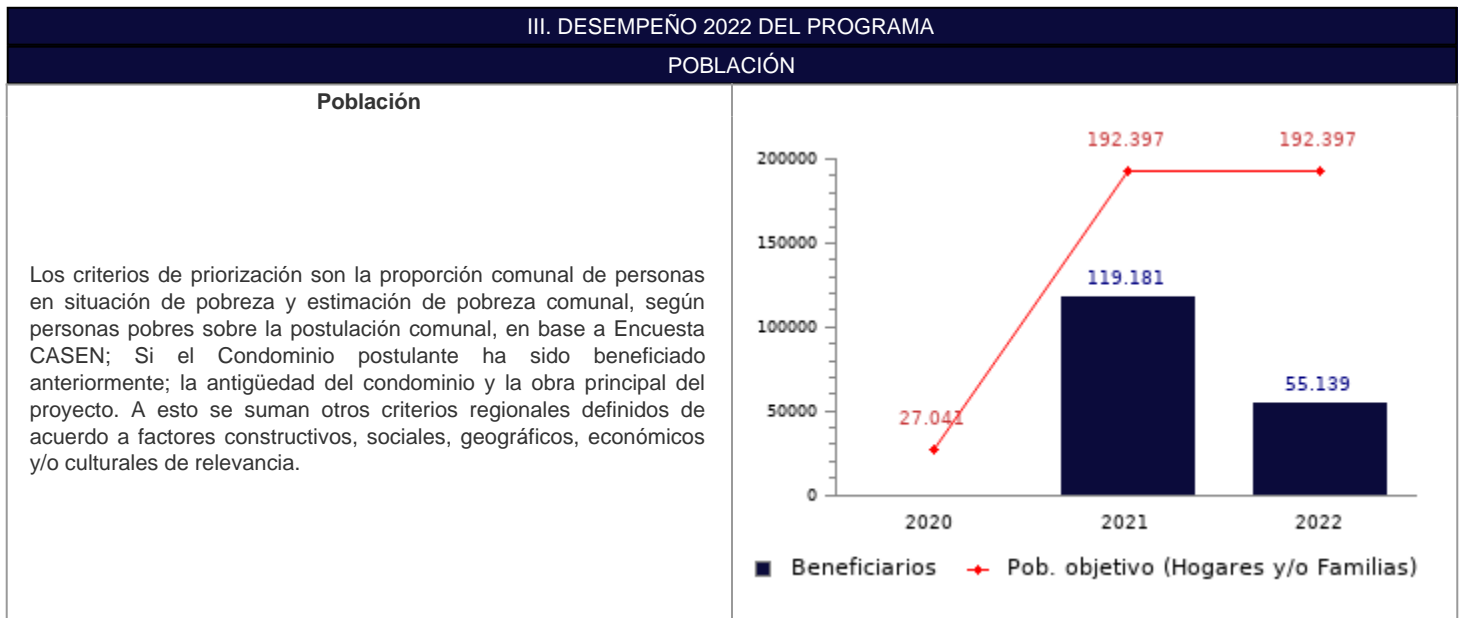 III. DESEMPEÑO 2022 DEL PROGRAMA
POBLACIÓN
Población
Los criterios de priorización son la proporción comunal de personas
en situación de pobreza y estimación de pobreza comunal, según
personas pobres sobre la postulación comunal, en base a Encuesta
CASEN; Si el Condominio postulante ha sido beneficiado
anteriormente; la antigüedad del condominio y la obra principal del
proyecto. A esto se suman otros criterios regionales definidos de
acuerdo a factores constructivos, sociales, geográficos, económicos
y/o culturales de relevancia.
192.397 192.397
200000
150000
119.181
100000
55.139
50000
27.041
0
2020 2021 2022
Beneficiarios Pob. objetivo (Hogares y/o Familias)